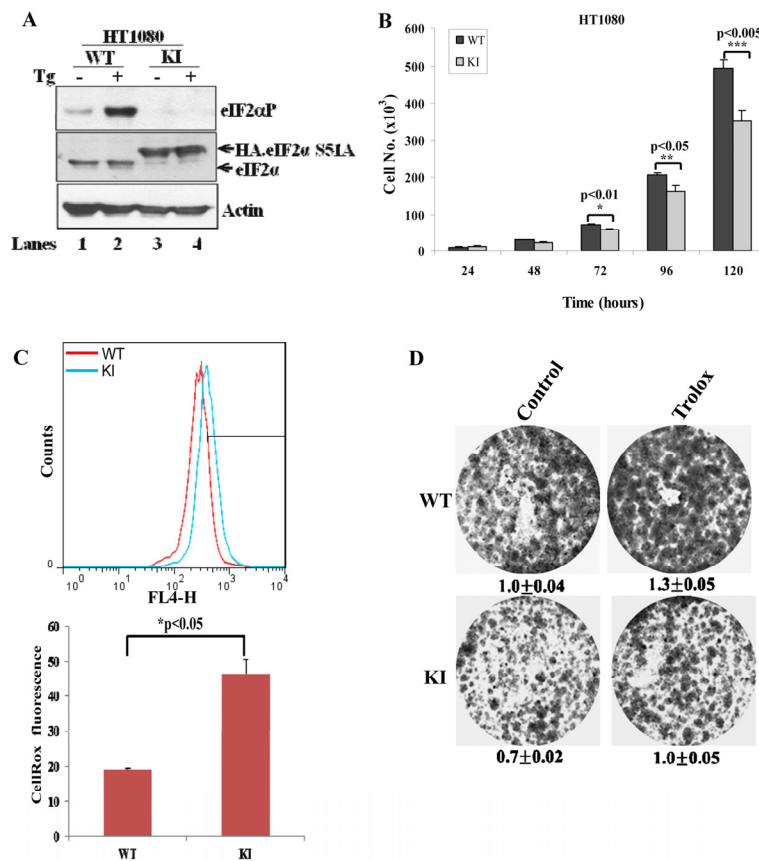 A
HT1080
WT KI
Tg - + - +
eIF2αP
HA.eIF2α S51A
eIF2α
Actin
Lanes 1 2 3 4
B
HT1080
WT
KI
Cell No. (x10³)
600
500
400
300
200
100
0
p<0.01
*
p<0.05
**
p<0.005
***
24 48 72 96 120
Time (hours)
C
WT
KI
Counts
0
10⁰ 10¹ 10² 10³ 10⁴
FL4-H
*p<0.05
CellRox fluorescence
60
50
40
30
20
10
0
WT KI
D
Control Trolox
WT
1.0±0.04 1.3±0.05
KI
0.7±0.02 1.0±0.05